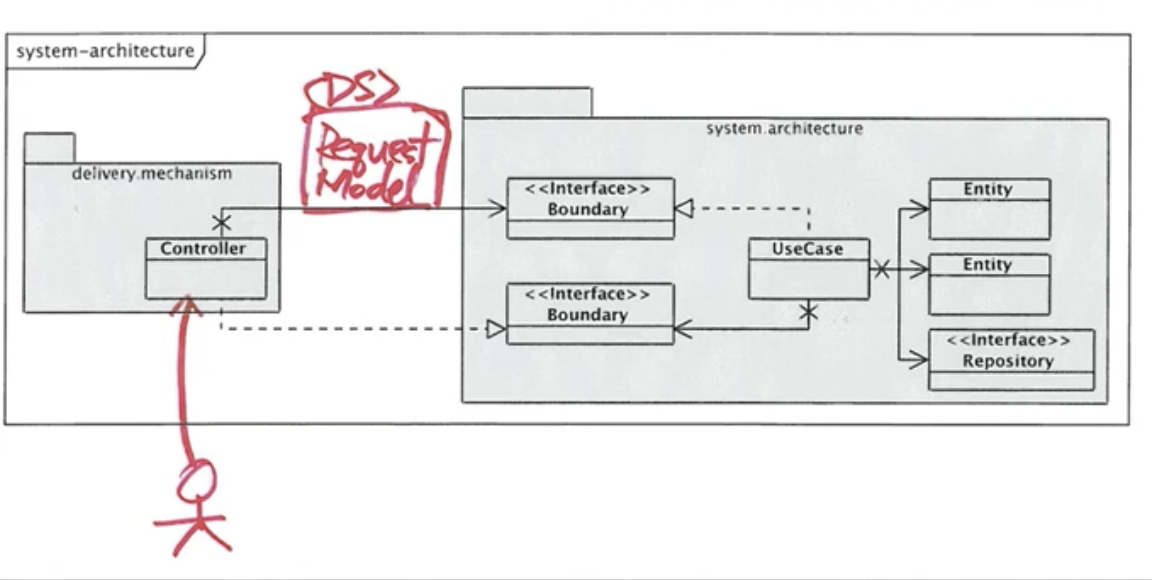 system-architecture
<DS>
Request
Model
delivery.mechanism
Controller
system.architecture
<<Interface>>
Boundary
<<Interface>>
Boundary
UseCase
Entity
Entity
<<Interface>>
Repository